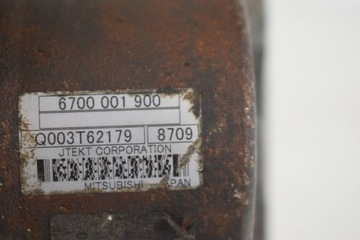 6700 001 900
Q003T62179 8709
JTEKT CORPORATION
MITSUBISHI JAPAN